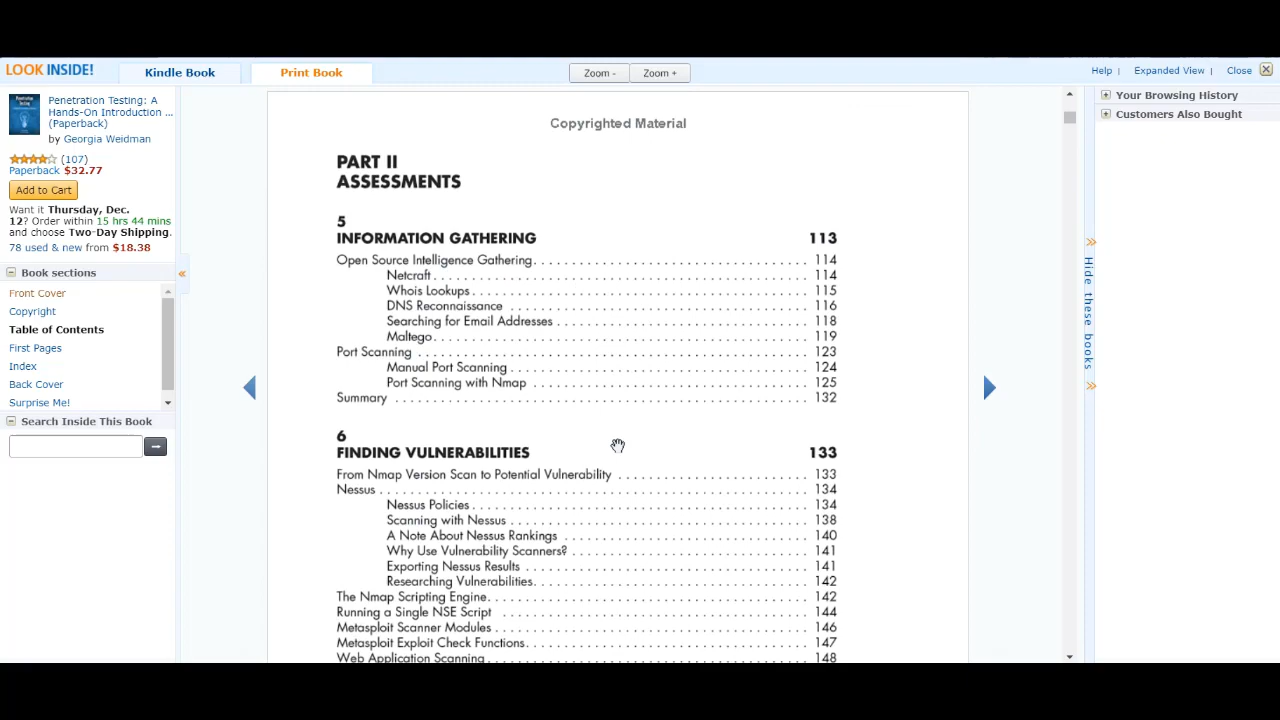 LOOK INSIDE!
Kindle Book
Print Book
Zoom -
Zoom +
Help |
Expanded View |
Close
Penetration Testing: A
Hands-On Introduction ...
(Paperback)
by Georgia Weidman
(107)
Paperback $32.77
Add to Cart
Want it Thursday, Dec.
12? Order within 15 hrs 44 mins
and choose Two-Day Shipping.
78 used & new from $18.38
Book sections
Front Cover
Copyright
Table of Contents
First Pages
Index
Back Cover
Surprise Me!
Search Inside This Book
Copyrighted Material
PART II
ASSESSMENTS
5
INFORMATION GATHERING 113
Open Source Intelligence Gathering 114
Netcraft 114
Whois Lookups 115
DNS Reconnaissance 116
Searching for Email Addresses 118
Maltego 119
Port Scanning 123
Manual Port Scanning 124
Port Scanning with Nmap 125
Summary 132
6
FINDING VULNERABILITIES 133
From Nmap Version Scan to Potential Vulnerability 133
Nessus 134
Nessus Policies 134
Scanning with Nessus 138
A Note About Nessus Rankings 140
Why Use Vulnerability Scanners? 141
Exporting Nessus Results 141
Researching Vulnerabilities 142
The Nmap Scripting Engine 142
Running a Single NSE Script 144
Metasploit Scanner Modules 146
Metasploit Exploit Check Functions 147
Web Application Scanning 148
Hide these books
Your Browsing History
Customers Also Bought